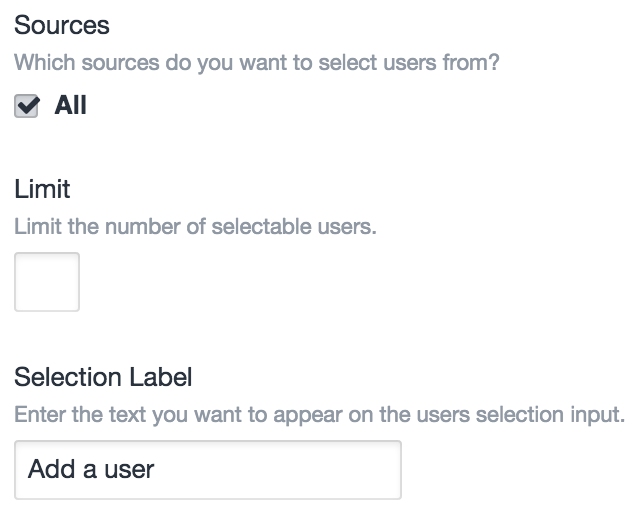 Sources
Which sources do you want to select users from?
All
Limit
Limit the number of selectable users.
Selection Label
Enter the text you want to appear on the users selection input.
Add a user